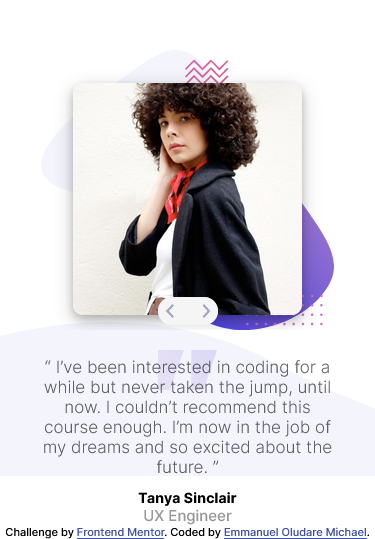 “ I’ve been interested in coding for a
while but never taken the jump, until
now. I couldn’t recommend this
course enough. I’m now in the job of
my dreams and so excited about the
future. ”
Tanya Sinclair
UX Engineer
Challenge by Frontend Mentor. Coded by Emmanuel Oludare Michael.